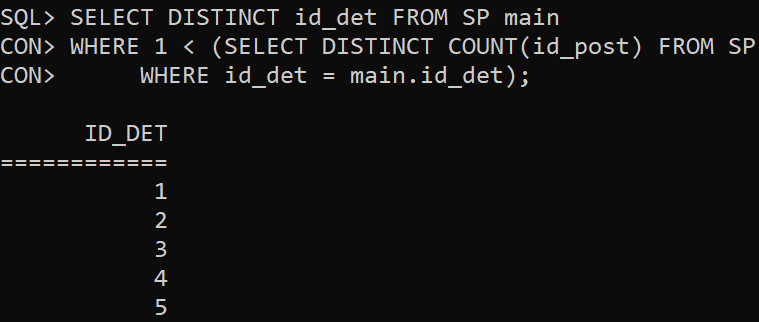 SQL> SELECT DISTINCT id_det FROM SP main
CON> WHERE 1 < (SELECT DISTINCT COUNT(id_post) FROM SP
CON>      WHERE id_det = main.id_det);
ID_DET
============
1
2
3
4
5